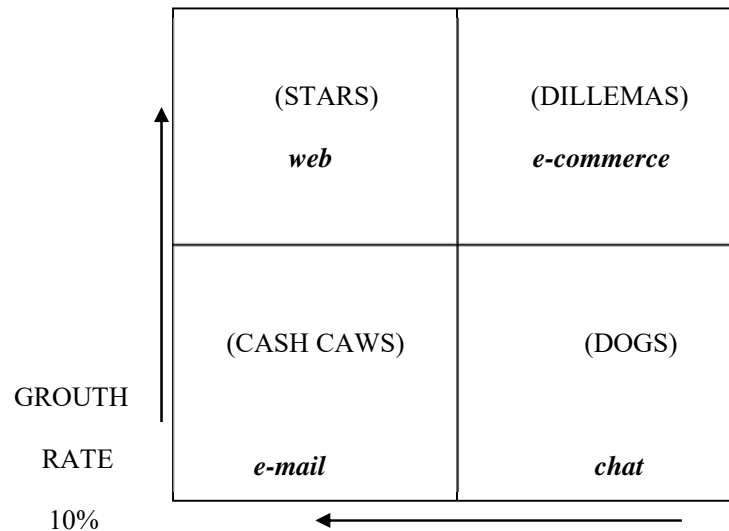 (STARS) (DILLEMAS)
web e-commerce
(CASH CAWS) (DOGS)
GROUTH
RATE
e-mail chat
10%